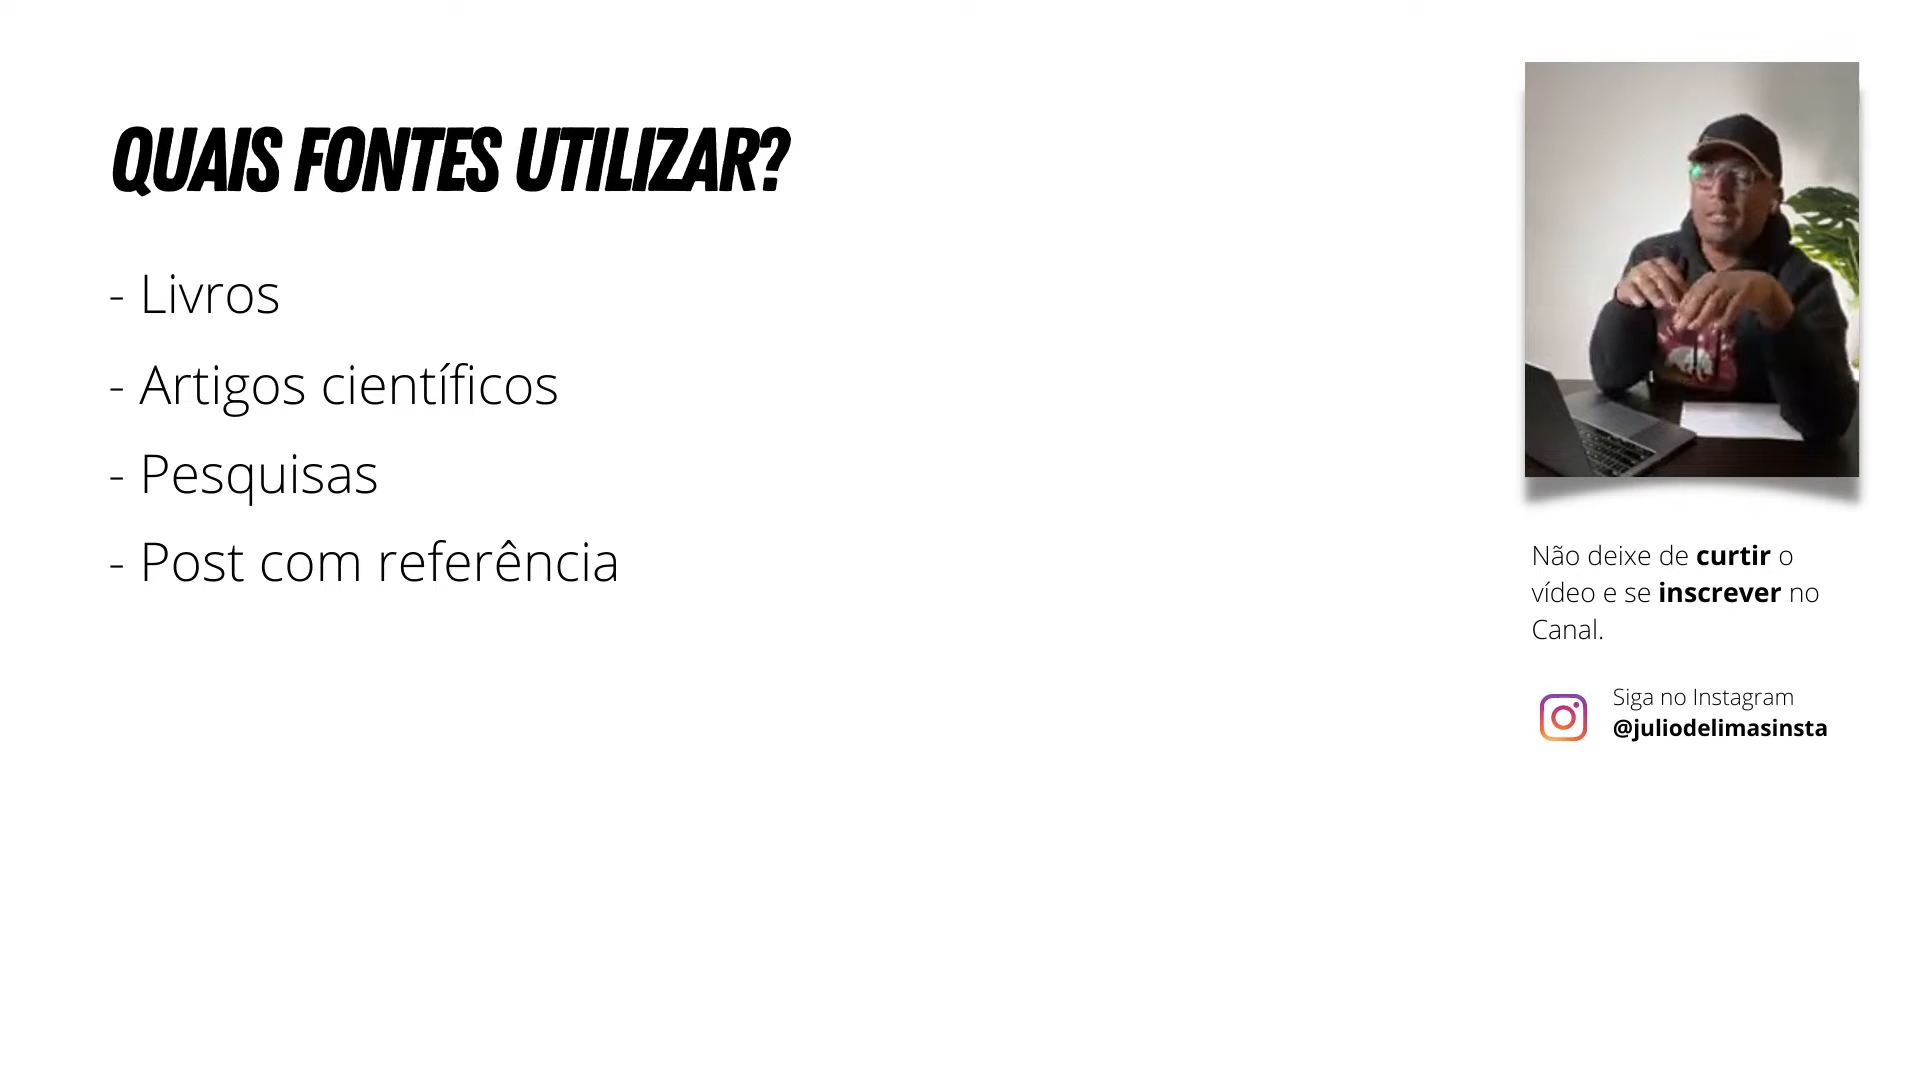 QUAIS FONTES UTILIZAR?
- Livros
- Artigos científicos
- Pesquisas
- Post com referência
Não deixe de curtir o
vídeo e se inscrever no
Canal.
Siga no Instagram
@juliodelimasinsta